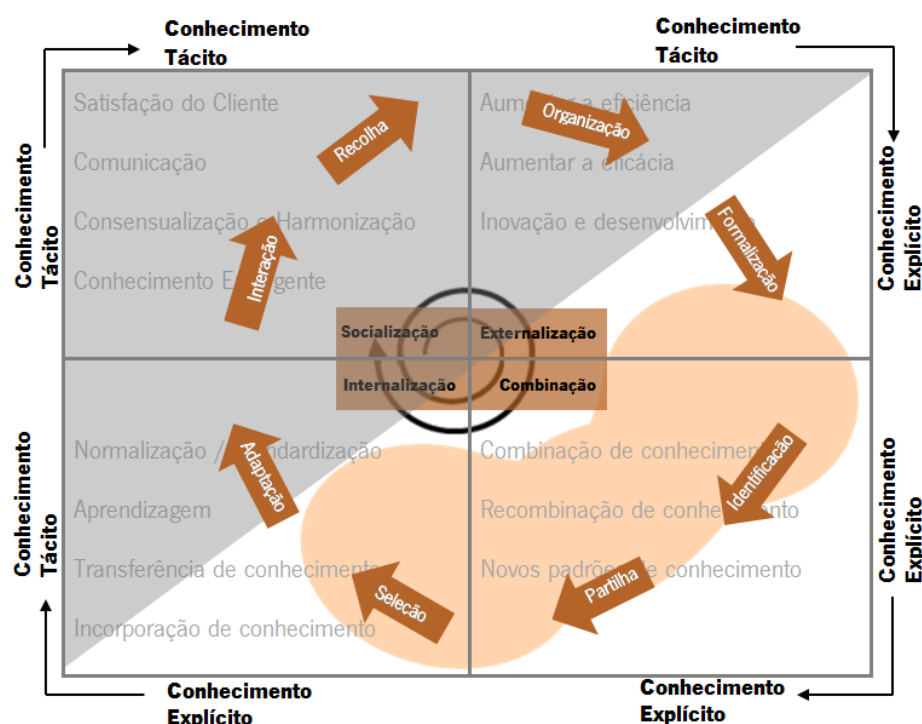 Conhecimento
Tácito
Conhecimento
Tácito
Conhecimento
Tácito
Conhecimento
Explícito
Satisfação do Cliente
Comunicação
Consensualização e Harmonização
Conhecimento Emergente
Recolha
Interação
Aumentar a eficiência
Aumentar a eficácia
Inovação e desenvolvimento
Organização
Formalização
Socialização
Externalização
Internalização
Combinação
Normalização / Standardização
Aprendizagem
Transferência de conhecimento
Incorporação de conhecimento
Adaptação
Seleção
Combinação de conhecimento
Recombinação de conhecimento
Novos padrões de conhecimento
Identificação
Partilha
Conhecimento
Tácito
Conhecimento
Explícito
Conhecimento
Explícito
Conhecimento
Explícito